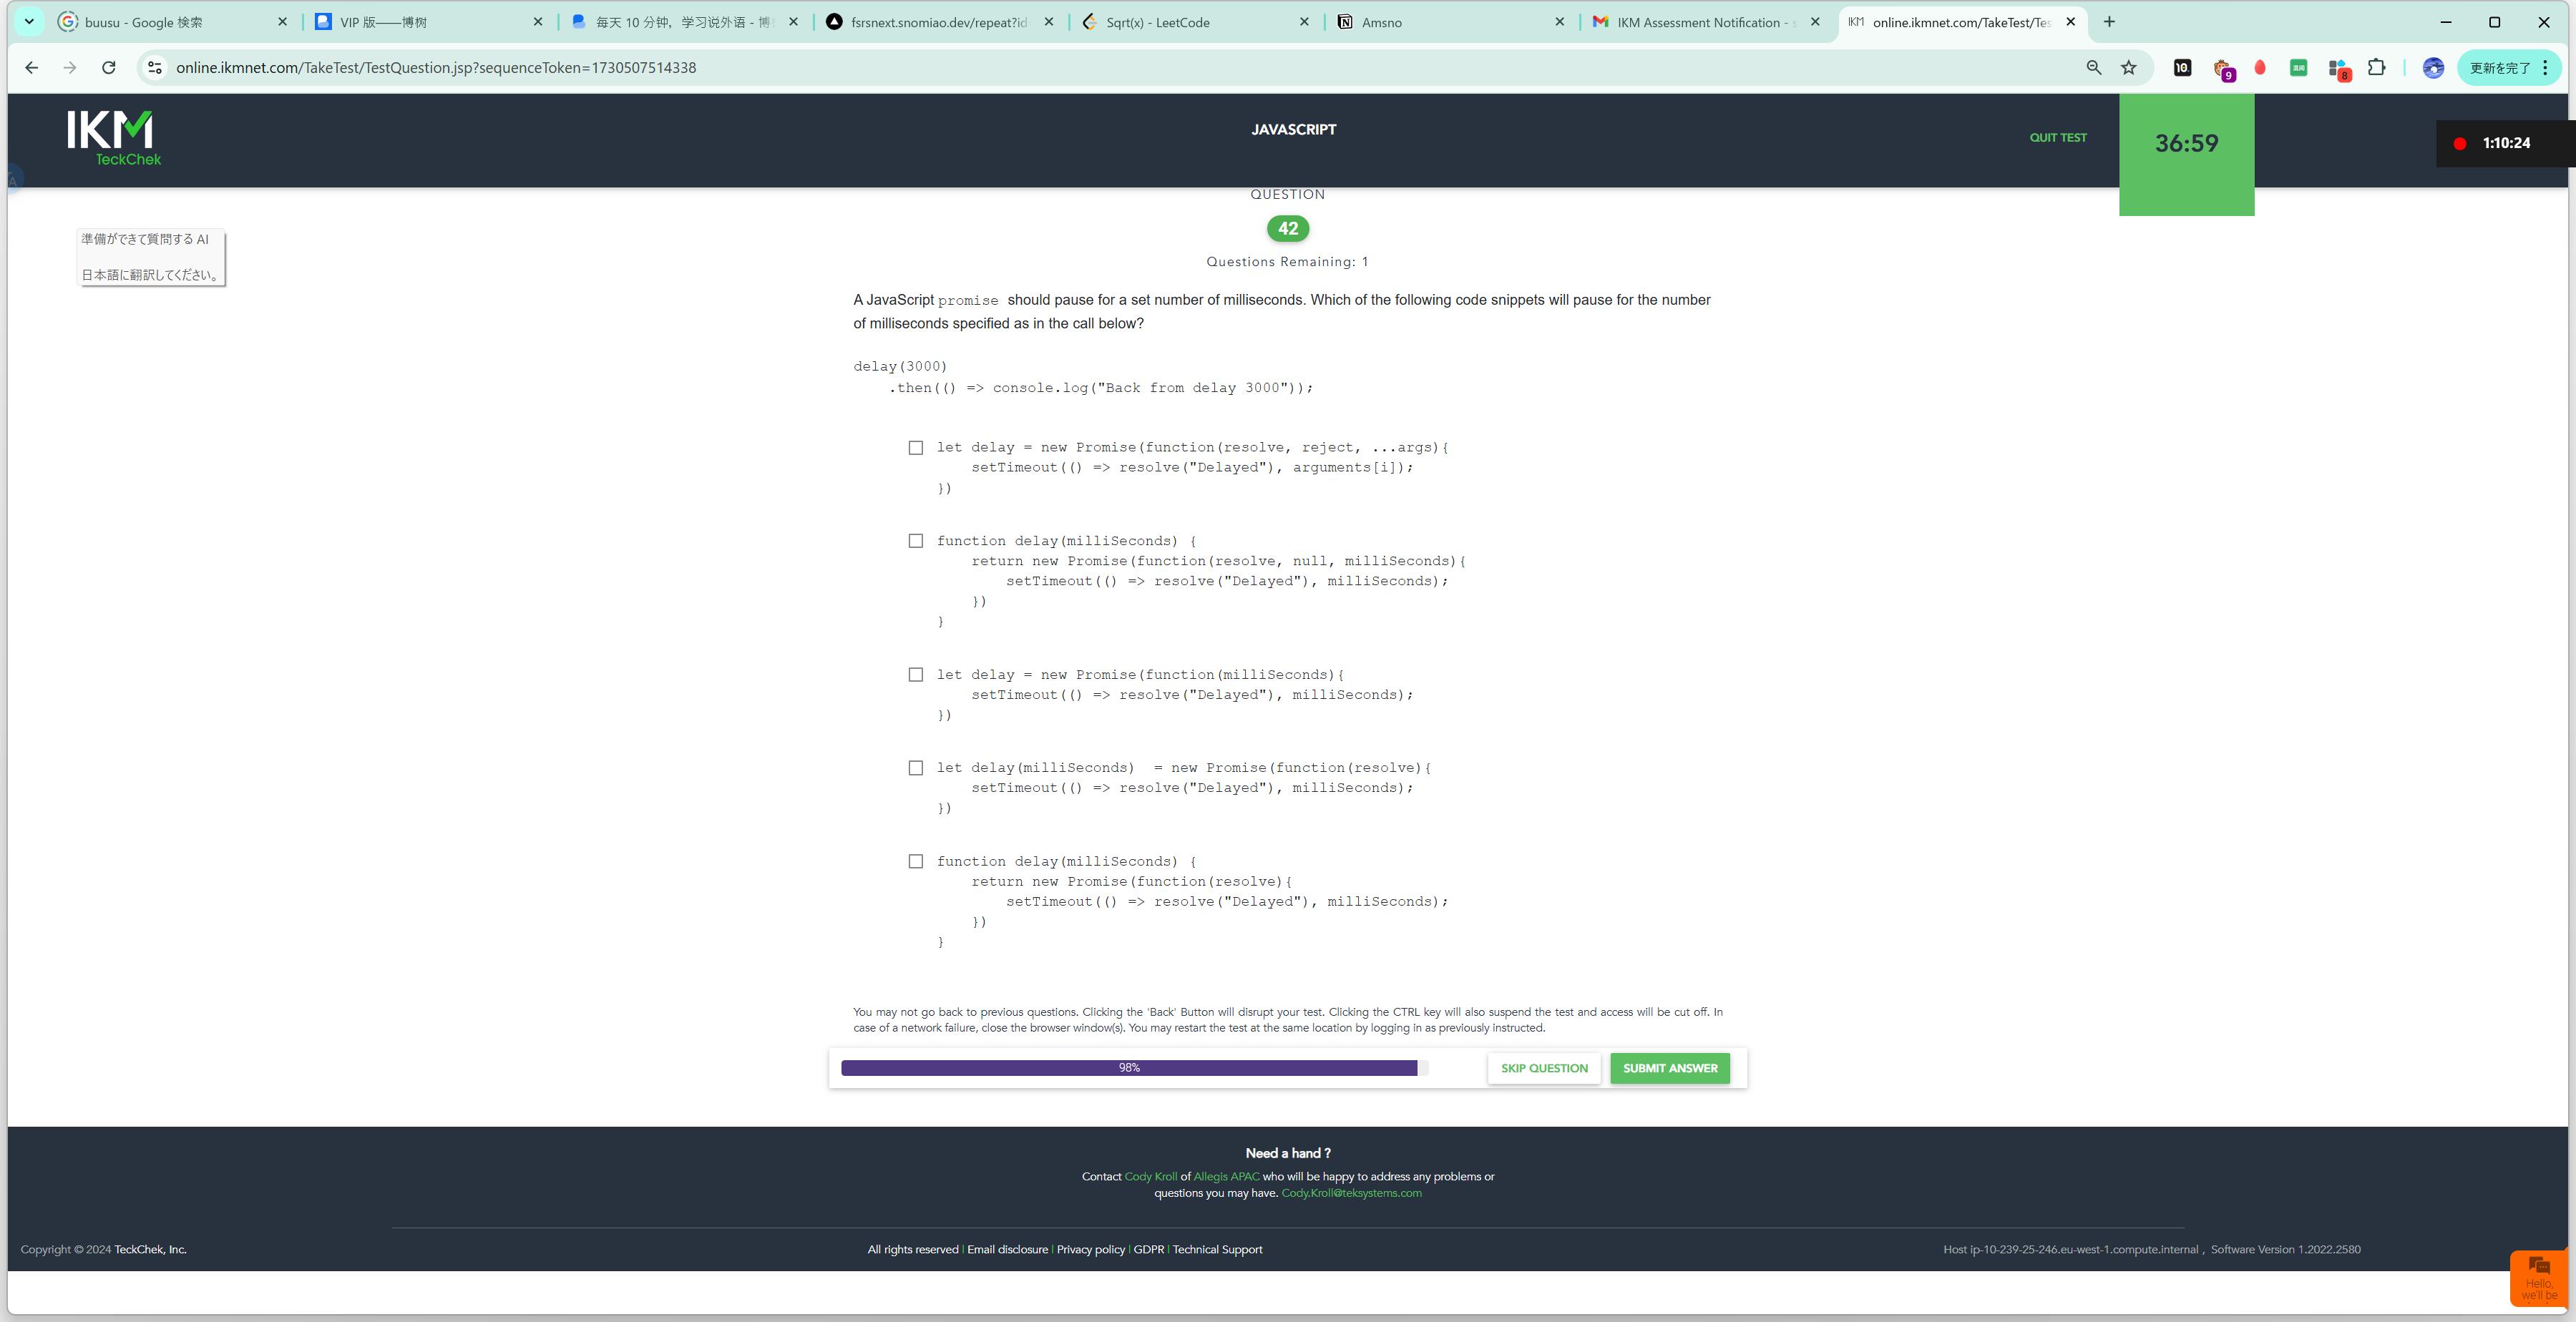 buusu - Google 検索
VIP 版——博树
每天 10 分钟，学习说外语 - 博
fsrsnext.snomiao.dev/repeat?id
Sqrt(x) - LeetCode
Amsno
IKM Assessment Notification - s
IKM online.ikmnet.com/TakeTest/Tes
online.ikmnet.com/TakeTest/TestQuestion.jsp?sequenceToken=1730507514338
10
9
8
更新を完了
IKM
TeckChek
JAVASCRIPT
QUIT TEST
36:59
1:10:24
QUESTION
42
Questions Remaining: 1
準備ができて質問する AI
日本語に翻訳してください。
A JavaScript promise should pause for a set number of milliseconds. Which of the following code snippets will pause for the number
of milliseconds specified as in the call below?
delay(3000)
    .then(() => console.log("Back from delay 3000"));
let delay = new Promise(function(resolve, reject, ...args){
    setTimeout(() => resolve("Delayed"), arguments[i]);
})
function delay(milliSeconds) {
    return new Promise(function(resolve, null, milliSeconds){
        setTimeout(() => resolve("Delayed"), milliSeconds);
    })
}
let delay = new Promise(function(milliSeconds){
    setTimeout(() => resolve("Delayed"), milliSeconds);
})
let delay(milliSeconds)  = new Promise(function(resolve){
    setTimeout(() => resolve("Delayed"), milliSeconds);
})
function delay(milliSeconds) {
    return new Promise(function(resolve){
        setTimeout(() => resolve("Delayed"), milliSeconds);
    })
}
You may not go back to previous questions. Clicking the 'Back' Button will disrupt your test. Clicking the CTRL key will also suspend the test and access will be cut off. In
case of a network failure, close the browser window(s). You may restart the test at the same location by logging in as previously instructed.
98%
SKIP QUESTION
SUBMIT ANSWER
Need a hand ?
Contact Cody Kroll of Allegis APAC who will be happy to address any problems or
questions you may have. Cody.Kroll@teksystems.com
Copyright © 2024 TeckChek, Inc.
All rights reserved | Email disclosure | Privacy policy | GDPR | Technical Support
Host ip-10-239-25-246.eu-west-1.compute.internal , Software Version 1.2022.2580
Hello,
we'll be